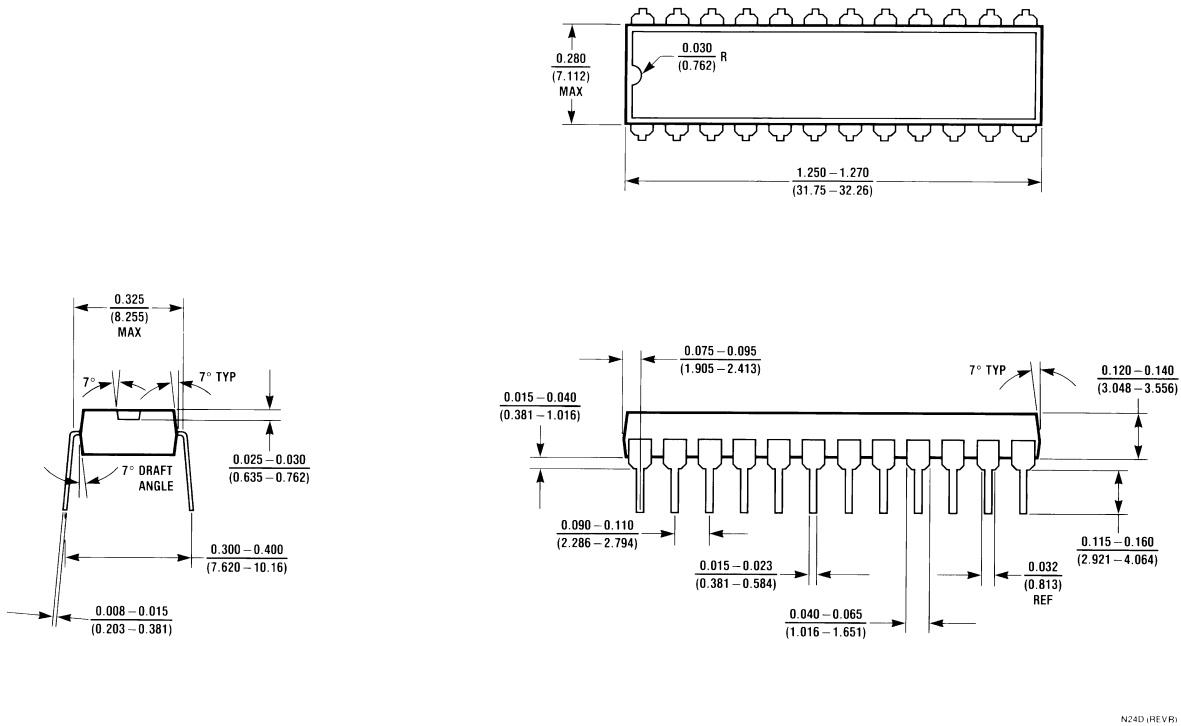 0.280
(7.112)
MAX
0.030
(0.762)
R
1.250 – 1.270
(31.75 – 32.26)
0.325
(8.255)
MAX
7°
7° TYP
0.025 – 0.030
(0.635 – 0.762)
7° DRAFT
ANGLE
0.300 – 0.400
(7.620 – 10.16)
0.008 – 0.015
(0.203 – 0.381)
0.075 – 0.095
(1.905 – 2.413)
7° TYP
0.120 – 0.140
(3.048 – 3.556)
0.015 – 0.040
(0.381 – 1.016)
0.090 – 0.110
(2.286 – 2.794)
0.015 – 0.023
(0.381 – 0.584)
0.040 – 0.065
(1.016 – 1.651)
0.032
(0.813)
REF
0.115 – 0.160
(2.921 – 4.064)
N24D (REV B)